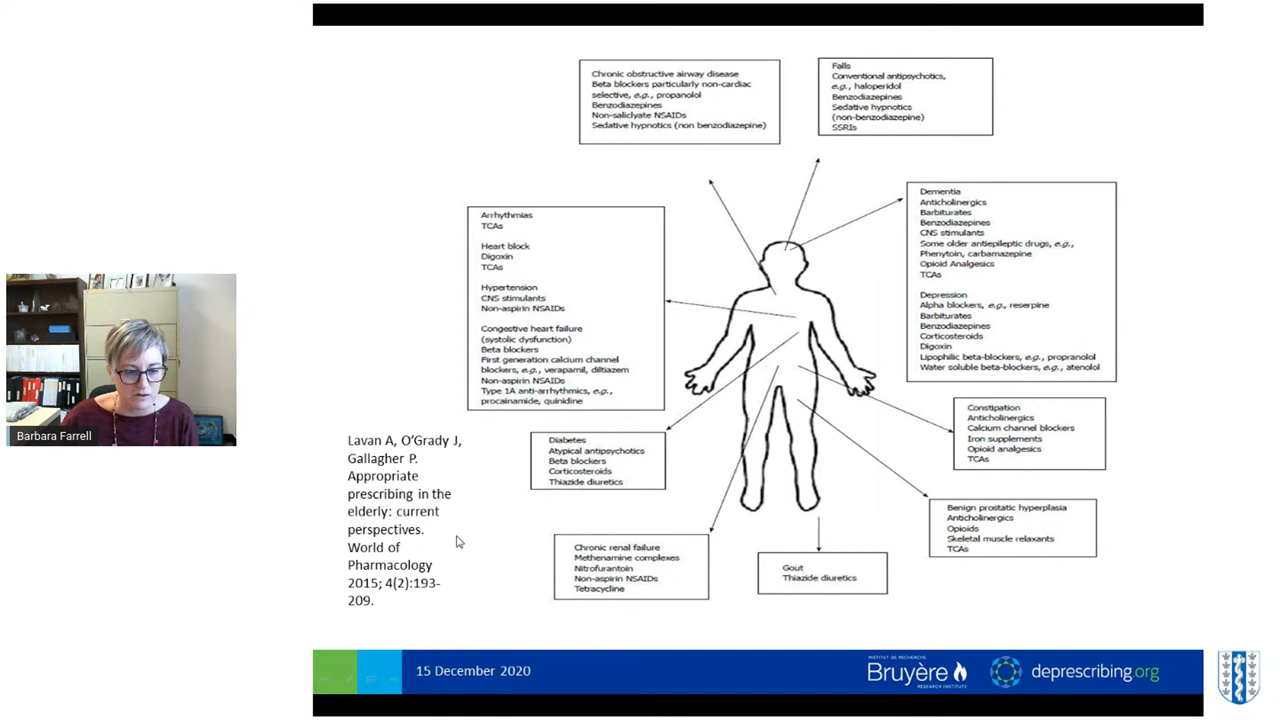 Chronic obstructive airway disease
Beta blockers particularly non-cardiac
selective, e.g., propanolol
Benzodiazepines
Non-saliclyate NSAIDs
Sedative hypnotics (non benzodiazepine)
Falls
Conventional antipsychotics,
e.g., haloperidol
Benzodiazepines
Sedative hypnotics
(non-benzodiazepine)
SSRIs
Arrhythmias
TCAs
Heart block
Digoxin
TCAs
Hypertension
CNS stimulants
Non-aspirin NSAIDs
Congestive heart failure
(systolic dysfunction)
Beta blockers
First generation calcium channel
blockers, e.g., verapamil, diltiazem
Non-aspirin NSAIDs
Type 1A anti-arrhythmics, e.g.,
procainamide, quinidine
Dementia
Anticholinergics
Barbiturates
Benzodiazepines
CNS stimulants
Some older antiepileptic drugs, e.g.,
Phenytoin, carbamazepine
Opioid Analgesics
TCAs
Depression
Alpha blockers, e.g., reserpine
Barbiturates
Benzodiazepines
Corticosteroids
Digoxin
Lipophilic beta-blockers, e.g., propranolol
Water soluble beta-blockers, e.g., atenolol
Barbara Farrell
Lavan A, O'Grady J,
Gallagher P.
Appropriate
prescribing in the
elderly: current
perspectives.
World of
Pharmacology
2015; 4(2):193-
209.
Diabetes
Atypical antipsychotics
Beta blockers
Corticosteroids
Thiazide diuretics
Constipation
Anticholinergics
Calcium channel blockers
Iron supplements
Opioid analgesics
TCAs
Benign prostatic hyperplasia
Anticholinergics
Opioids
Skeletal muscle relaxants
TCAs
Chronic renal failure
Methenamine complexes
Nitrofurantoin
Non-aspirin NSAIDs
Tetracycline
Gout
Thiazide diuretics
15 December 2020
INSTITUT DE RECHERCHE
Bruyère
RESEARCH INSTITUTE
deprescribing.org